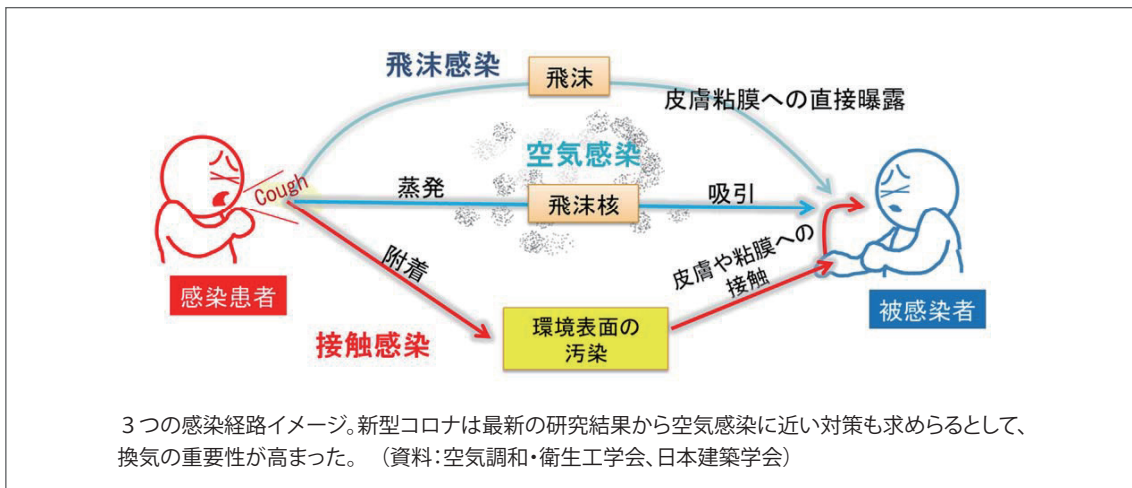 飛沫感染
飛沫
皮膚粘膜への直接曝露
空気感染
Cough
蒸発
飛沫核
吸引
附着
皮膚や粘膜への
接触
感染患者
被感染者
接触感染
環境表面の
汚染
３つの感染経路イメージ。新型コロナは最新の研究結果から空気感染に近い対策も求めらるとして、
換気の重要性が高まった。 （資料：空気調和・衛生工学会、日本建築学会）